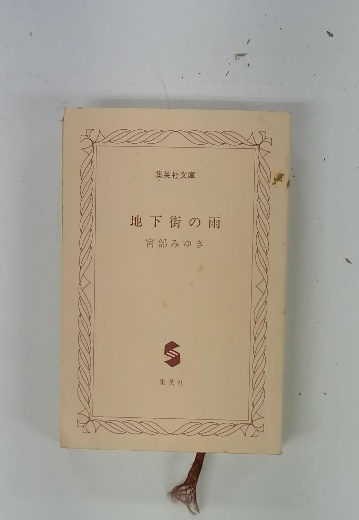 集英社文庫
地下街の雨
宮部みゆき
集英社